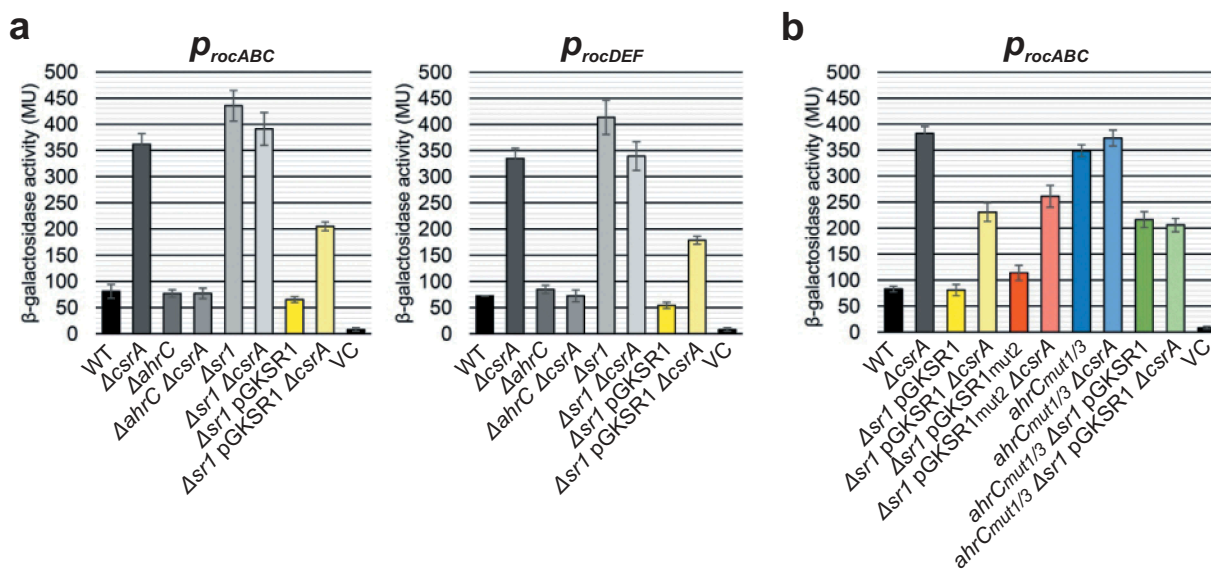 a
p_rocABC
β-galactosidase activity (MU)
500
450
400
350
300
250
200
150
100
50
0
WT
ΔcsrA
ΔahrC
ΔahrC ΔcsrA
Δsr1
Δsr1 ΔcsrA
Δsr1 pGKSR1
Δsr1 pGKSR1 ΔcsrA
VC
p_rocDEF
β-galactosidase activity (MU)
500
450
400
350
300
250
200
150
100
50
0
WT
ΔcsrA
ΔahrC
ΔahrC ΔcsrA
Δsr1
Δsr1 ΔcsrA
Δsr1 pGKSR1
Δsr1 pGKSR1 ΔcsrA
VC
b
p_rocABC
β-galactosidase activity (MU)
500
450
400
350
300
250
200
150
100
50
0
WT
ΔcsrA
Δsr1 pGKSR1
Δsr1 pGKSR1 ΔcsrA
Δsr1 pGKSR1mut2
Δsr1 pGKSR1mut2 ΔcsrA
ahrCmut1/3
ahrCmut1/3 ΔcsrA
ahrCmut1/3 Δsr1 pGKSR1
ahrCmut1/3 Δsr1 pGKSR1 ΔcsrA
VC